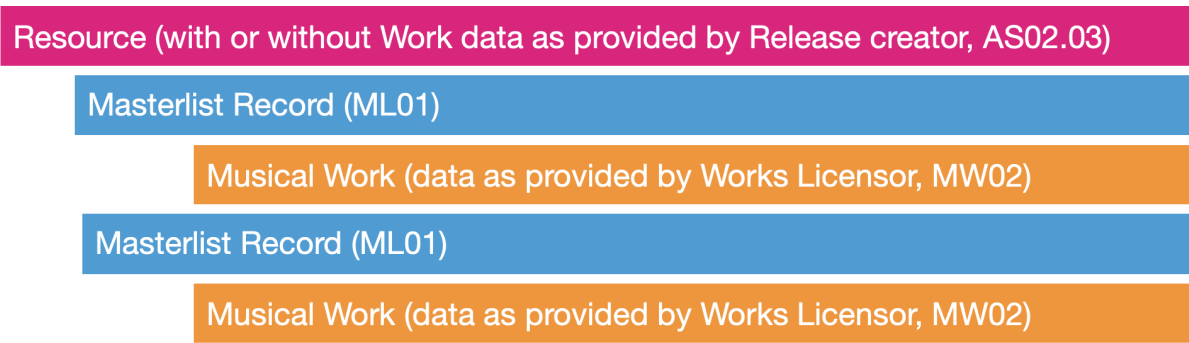 Resource (with or without Work data as provided by Release creator, AS02.03)
Masterlist Record (ML01)
Musical Work (data as provided by Works Licensor, MW02)
Masterlist Record (ML01)
Musical Work (data as provided by Works Licensor, MW02)